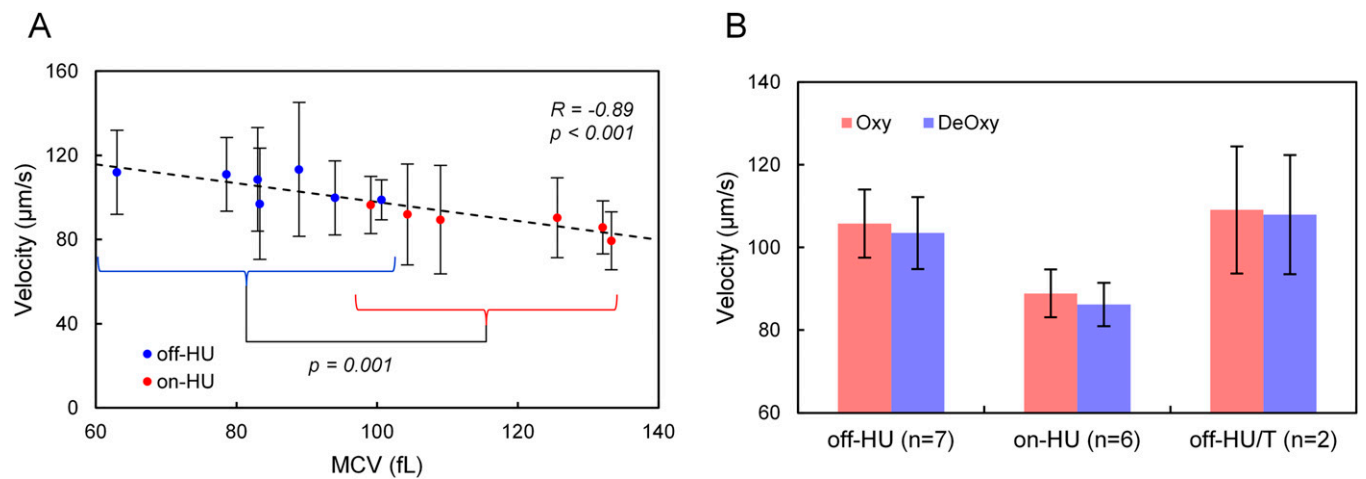 A
160
120
80
40
0
Velocity (μm/s)
R = -0.89
p < 0.001
off-HU
on-HU
p = 0.001
60 80 100 120 140
MCV (fL)
B
140
120
100
80
60
Velocity (μm/s)
Oxy DeOxy
off-HU (n=7) on-HU (n=6) off-HU/T (n=2)